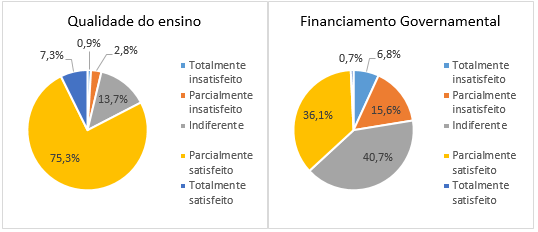 Qualidade do ensino
0,9%
7,3%
2,8%
13,7%
75,3%
Totalmente
insatisfeito
Parcialmente
insatisfeito
Indiferente
Parcialmente
satisfeito
Totalmente
satisfeito
Financiamento Governamental
0,7%
6,8%
15,6%
36,1%
40,7%
Totalmente
insatisfeito
Parcialmente
insatisfeito
Indiferente
Parcialmente
satisfeito
Totalmente
satisfeito